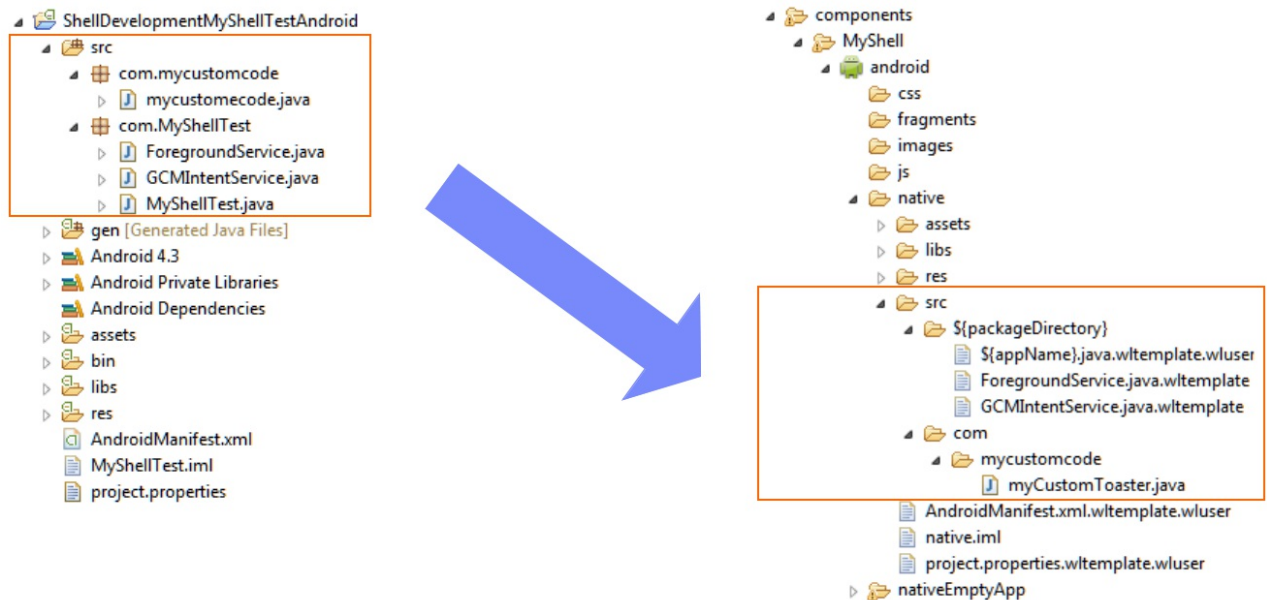 ShellDevelopmentMyShellTestAndroid
src
com.mycustomcode
mycustomecode.java
com.MyShellTest
ForegroundService.java
GCMIntentService.java
MyShellTest.java
gen [Generated Java Files]
Android 4.3
Android Private Libraries
Android Dependencies
assets
bin
libs
res
AndroidManifest.xml
MyShellTest.iml
project.properties
components
MyShell
android
css
fragments
images
js
native
assets
libs
res
src
${packageDirectory}
${appName}.java.wltemplate.wluser
ForegroundService.java.wltemplate
GCMIntentService.java.wltemplate
com
mycustomcode
myCustomToaster.java
AndroidManifest.xml.wltemplate.wluser
native.iml
project.properties.wltemplate.wluser
nativeEmptyApp